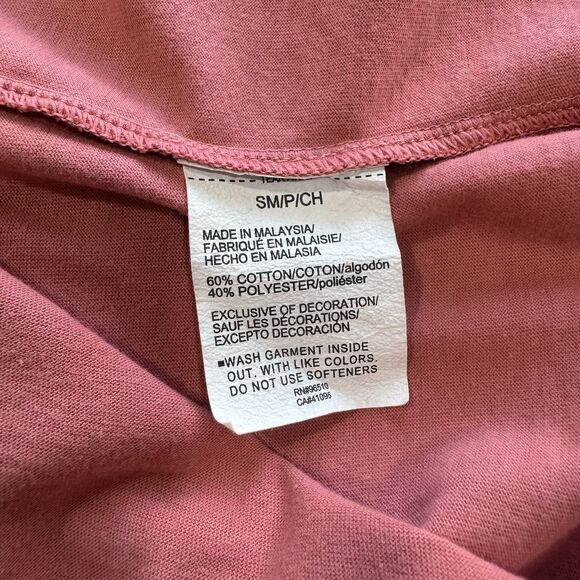 SM/P/CH
MADE IN MALAYSIA/
FABRIQUÉ EN MALAISIE/
HECHO EN MALASIA
60% COTTON/COTON/algodón
40% POLYESTER/poliéster
EXCLUSIVE OF DECORATION/
SAUF LES DÉCORATIONS/
EXCEPTO DECORACIÓN
■WASH GARMENT INSIDE
OUT. WITH LIKE COLORS.
DO NOT USE SOFTENERS
RN#96510
CA#41095